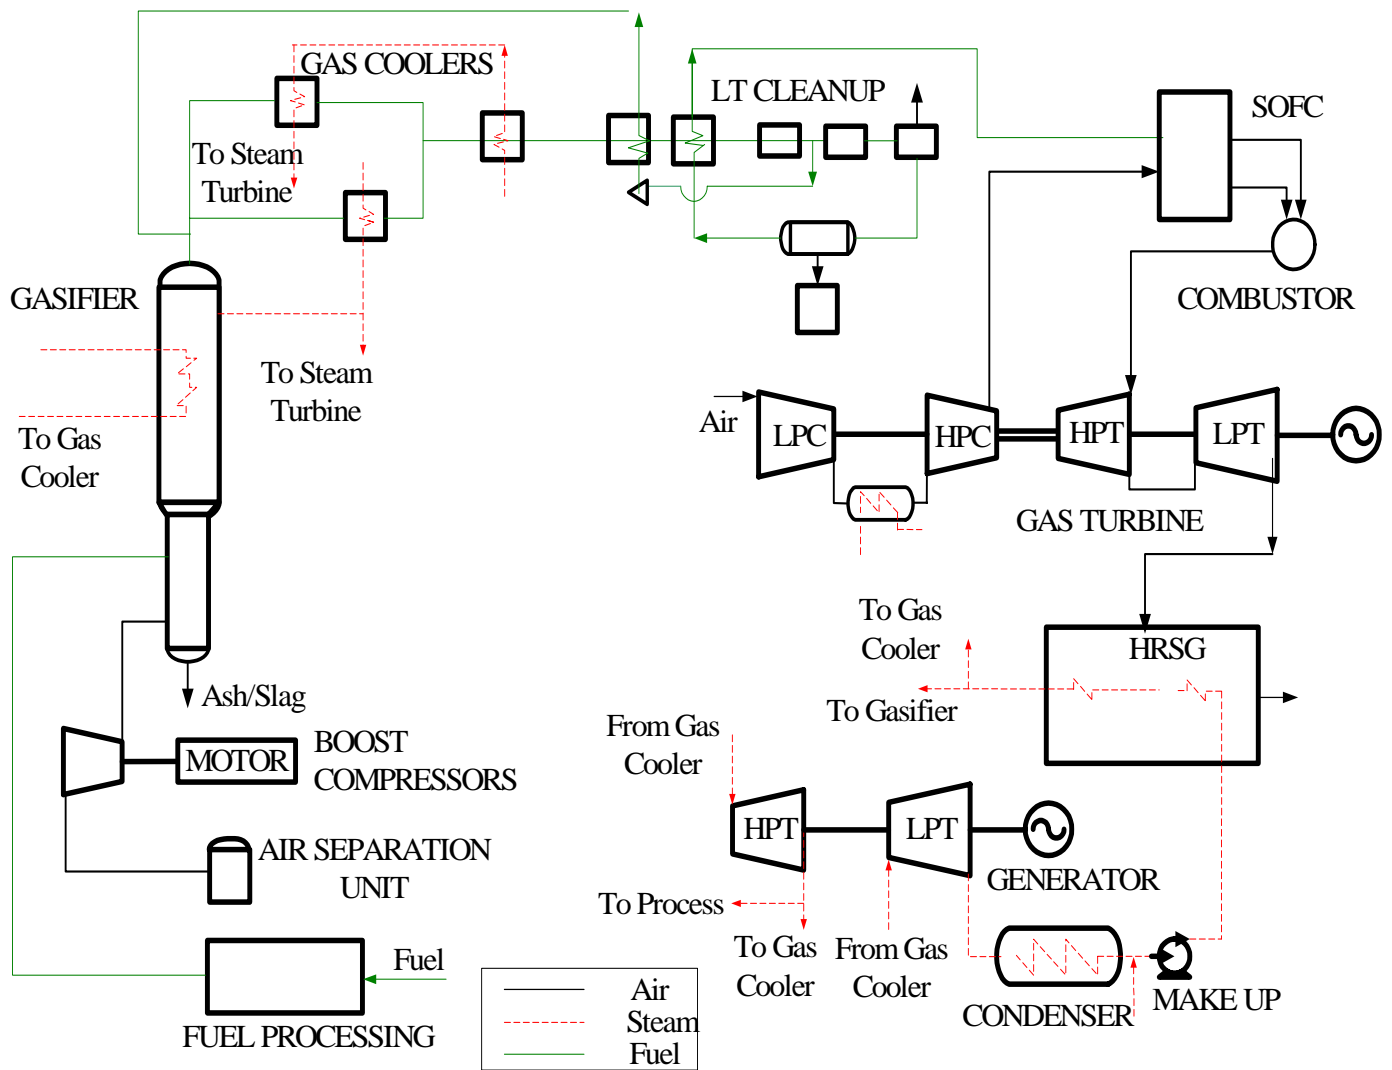 GAS COOLERS
LT CLEANUP
SOFC
To Steam
Turbine
GASIFIER
COMBUSTOR
To Steam
Turbine
To Gas
Cooler
Air
LPC
HPC
HPT
LPT
GAS TURBINE
To Gas
Cooler
HRSG
To Gasifier
Ash/Slag
From Gas
Cooler
MOTOR
BOOST
COMPRESSORS
HPT
LPT
AIR SEPARATION
UNIT
GENERATOR
To Process
To Gas
Cooler
From Gas
Cooler
Fuel
CONDENSER
MAKE UP
FUEL PROCESSING
Air
Steam
Fuel